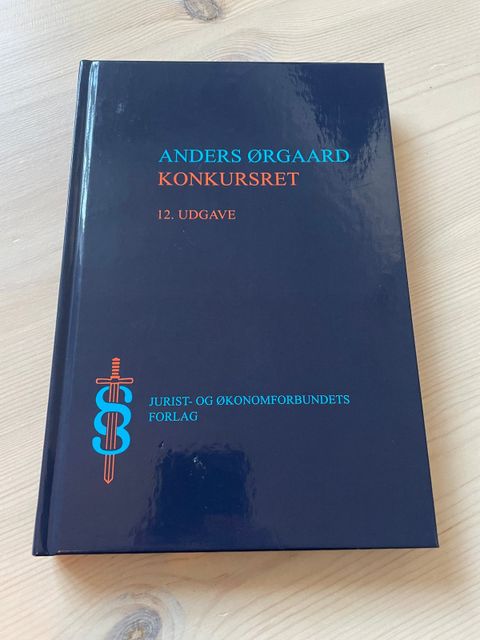 ANDERS ØRGAARD
KONKURSRET
12. UDGAVE
JURIST- OG ØKONOMFORBUNDETS
FORLAG